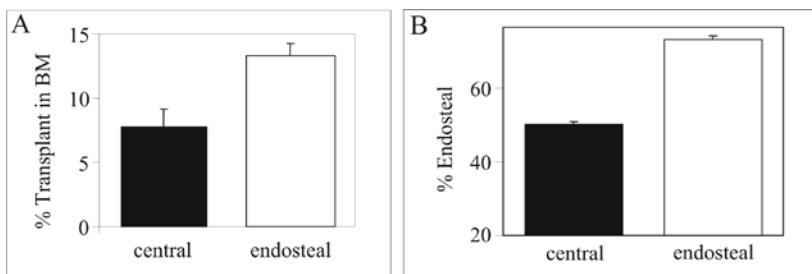 A
% Transplant in BM
15
10
5
0
central endosteal
B
% Endosteal
60
40
20
central endosteal